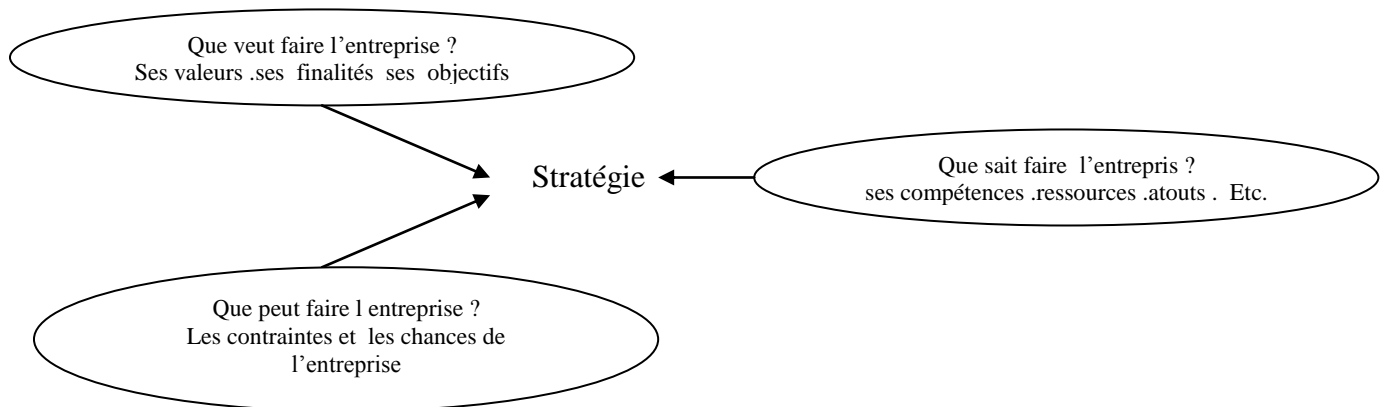 Que veut faire l’entreprise ?
Ses valeurs .ses finalités ses objectifs
Stratégie
Que sait faire l’entrepris ?
ses compétences .ressources .atouts . Etc.
Que peut faire l entreprise ?
Les contraintes et les chances de
l’entreprise